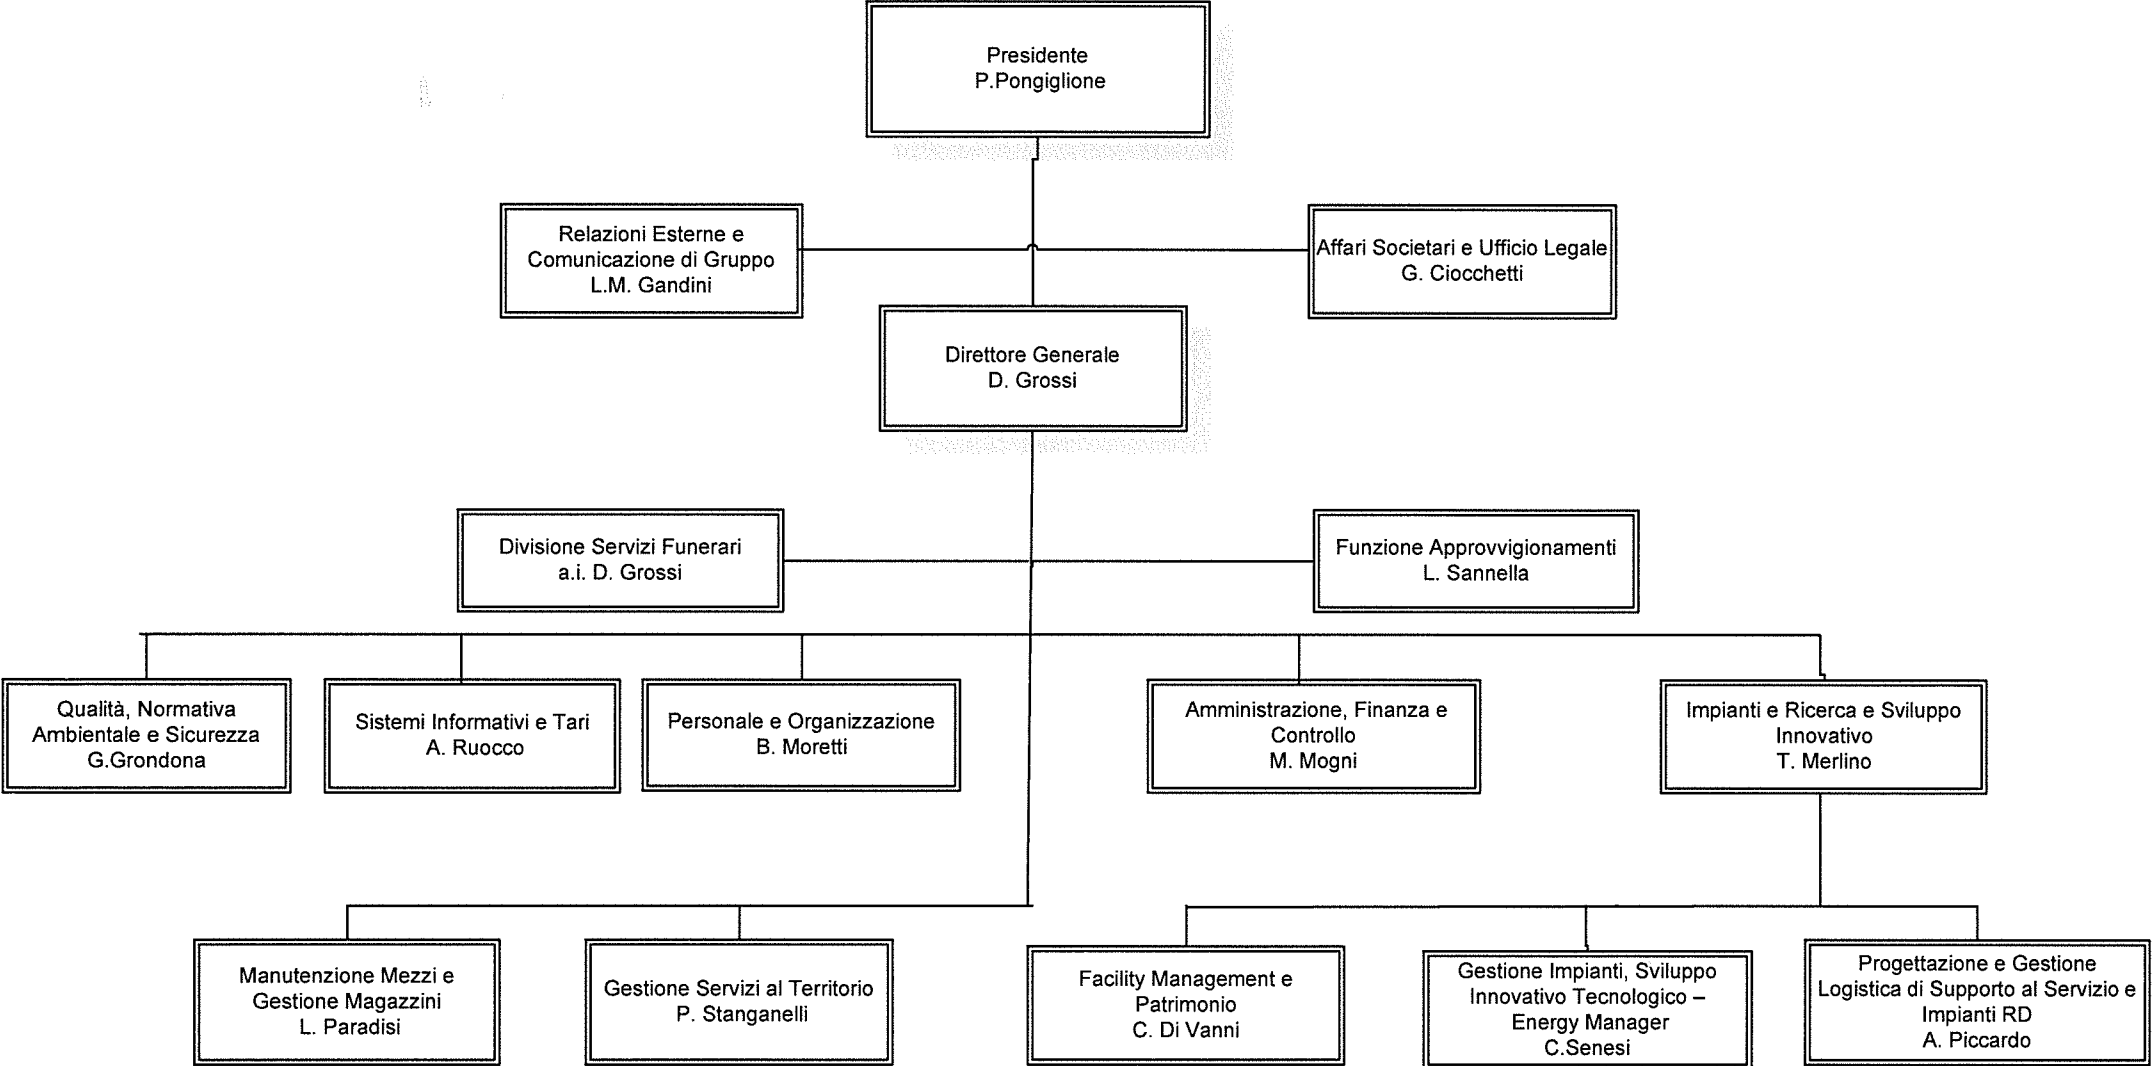 Presidente
P.Pongiglione
Relazioni Esterne e
Comunicazione di Gruppo
L.M. Gandini
Affari Societari e Ufficio Legale
G. Ciocchetti
Direttore Generale
D. Grossi
Divisione Servizi Funerari
a.i. D. Grossi
Funzione Approvvigionamenti
L. Sannella
Qualità, Normativa
Ambientale e Sicurezza
G.Grondona
Sistemi Informativi e Tari
A. Ruocco
Personale e Organizzazione
B. Moretti
Amministrazione, Finanza e
Controllo
M. Mogni
Impianti e Ricerca e Sviluppo
Innovativo
T. Merlino
Manutenzione Mezzi e
Gestione Magazzini
L. Paradisi
Gestione Servizi al Territorio
P. Stanganelli
Facility Management e
Patrimonio
C. Di Vanni
Gestione Impianti, Sviluppo
Innovativo Tecnologico –
Energy Manager
C.Senesi
Progettazione e Gestione
Logistica di Supporto al Servizio e
Impianti RD
A. Piccardo